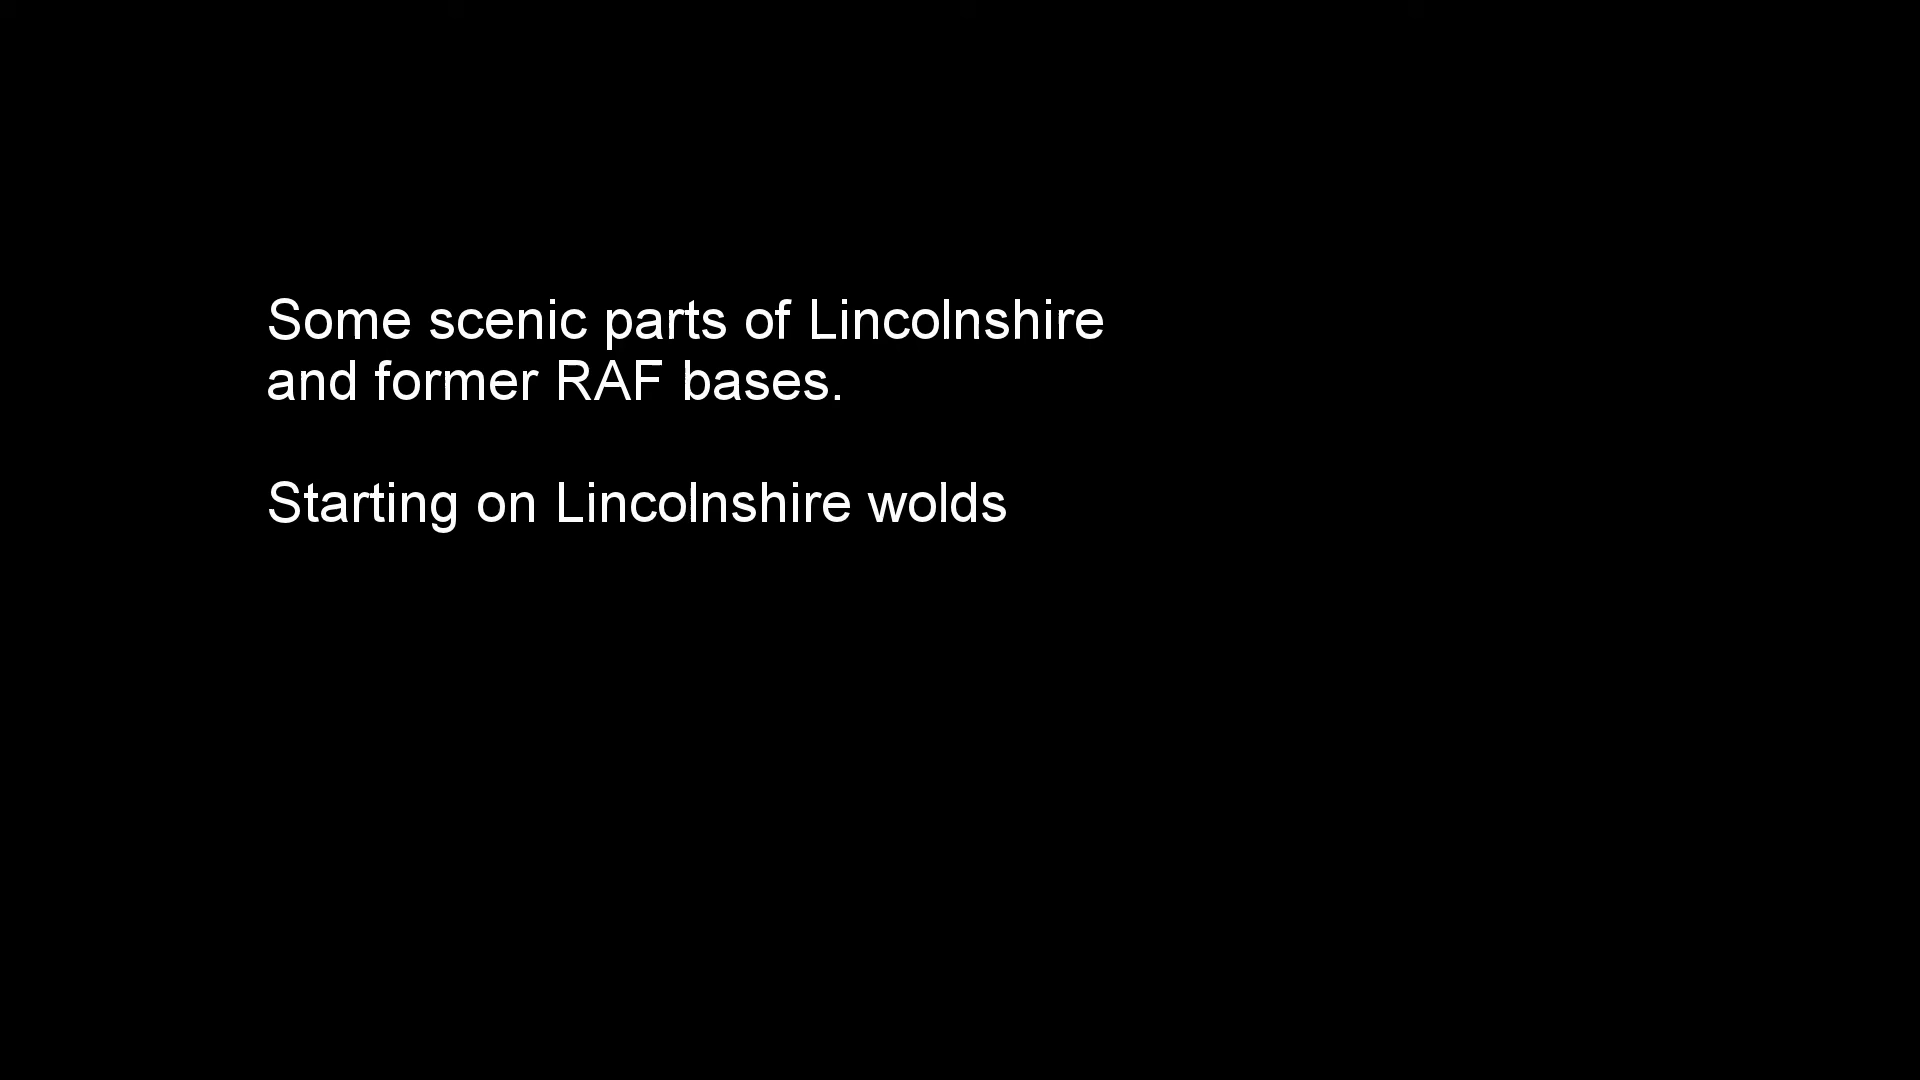 Some scenic parts of Lincolnshire
and former RAF bases.
Starting on Lincolnshire wolds